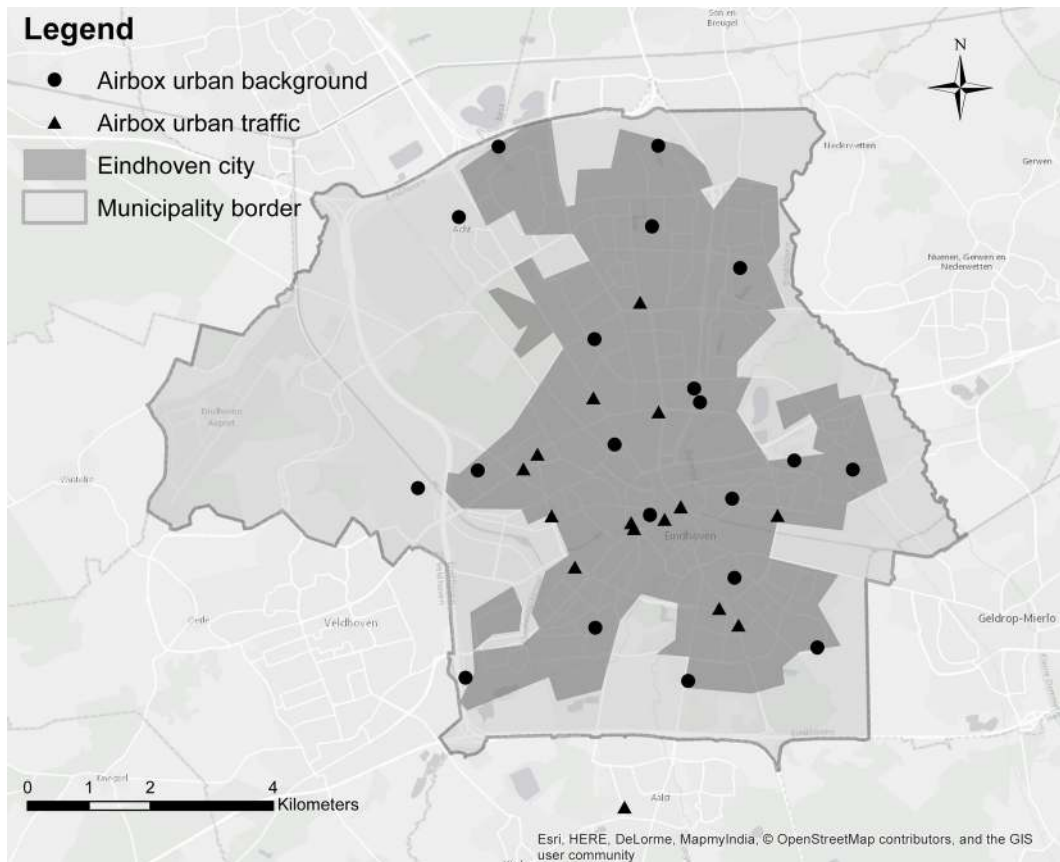 Legend
Airbox urban background
Airbox urban traffic
Eindhoven city
Municipality border
N
Son en
Breugel
Nederwetten
Gerwen
Nuenen, Gerwen en
Nederwetten
Acht
Eindhoven
Airport
Eindhoven
Veldhoven
Oerle
Geldrop-Mierlo
Knegsel
Aalst
0 1 2 4
Kilometers
Esri, HERE, DeLorme, MapmyIndia, © OpenStreetMap contributors, and the GIS
user community